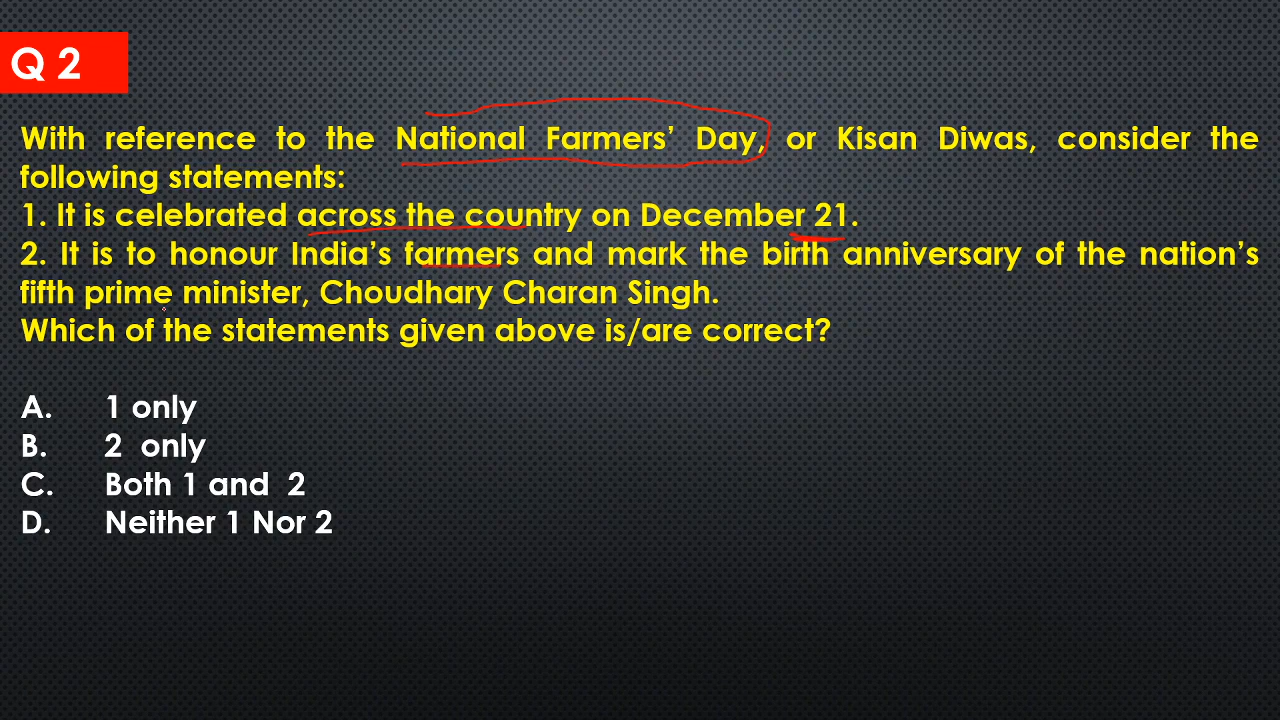 Q 2
With reference to the National Farmers' Day, or Kisan Diwas, consider the
following statements:
1. It is celebrated across the country on December 21.
2. It is to honour India's farmers and mark the birth anniversary of the nation's
fifth prime minister, Choudhary Charan Singh.
Which of the statements given above is/are correct?
A. 1 only
B. 2 only
C. Both 1 and 2
D. Neither 1 Nor 2